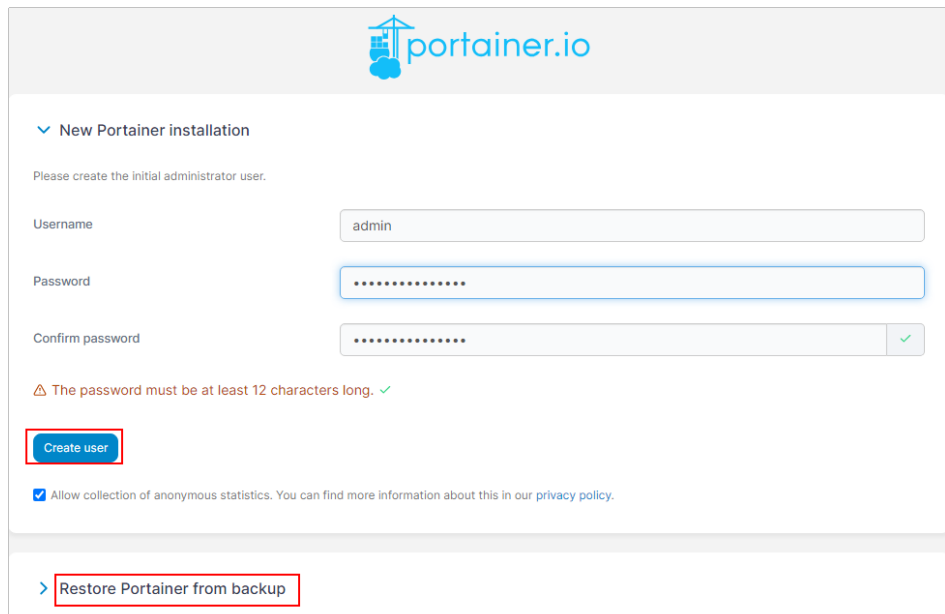 portainer.io
New Portainer installation
Please create the initial administrator user.
Username
admin
Password
•••••••••••••••
Confirm password
•••••••••••••••
The password must be at least 12 characters long.
Create user
Allow collection of anonymous statistics. You can find more information about this in our privacy policy.
Restore Portainer from backup